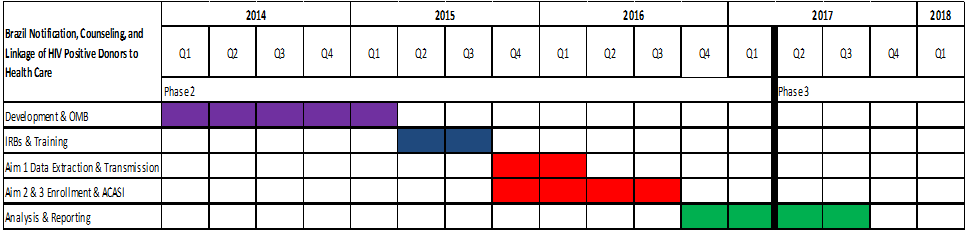 Brazil Notification, Counseling, and
Linkage of HIV Positive Donors to
Health Care
2014 2015 2016 2017 2018
Q1 Q2 Q3 Q4 Q1 Q2 Q3 Q4 Q1 Q2 Q3 Q4 Q1 Q2 Q3 Q4 Q1
Phase 2 Phase 3
Development & OMB
IRBs & Training
Aim 1 Data Extraction & Transmission
Aim 2 & 3 Enrollment & ACASI
Analysis & Reporting